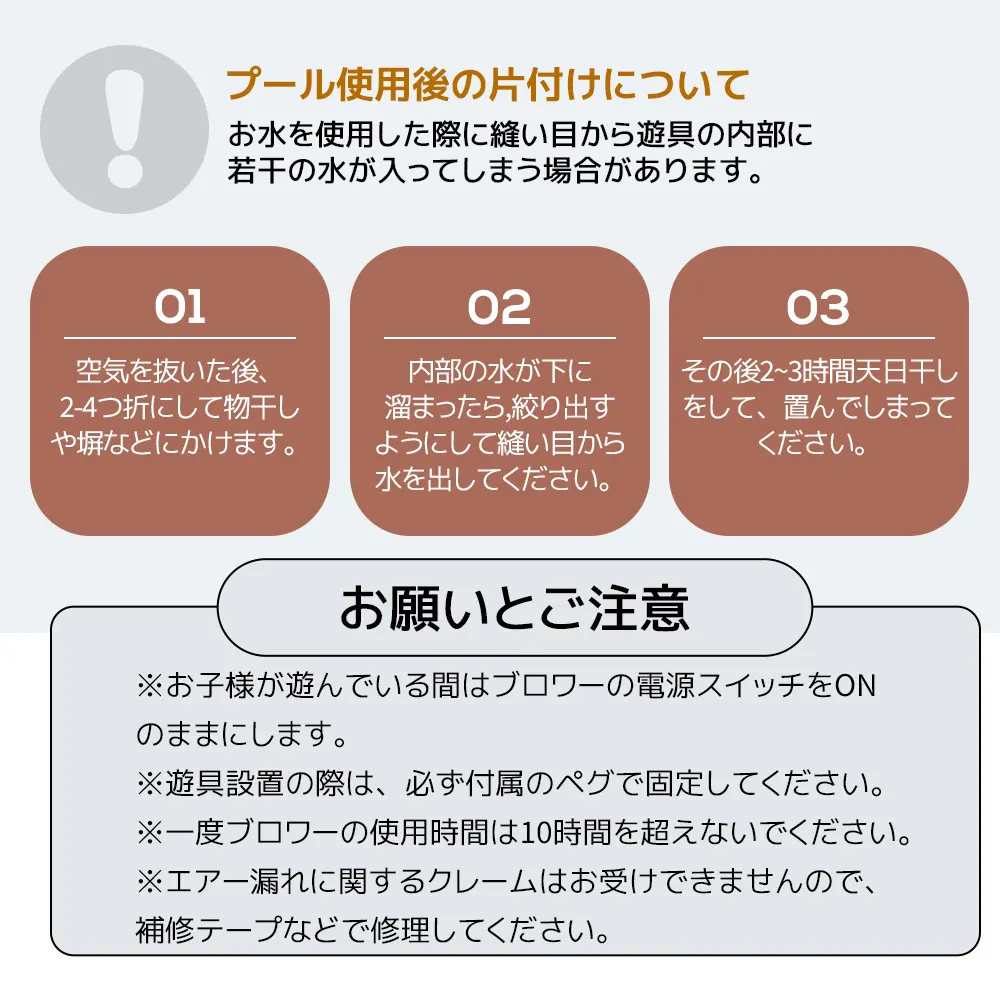 プール使用後の片付けについて
お水を使用した際に縫い目から遊具の内部に
若干の水が入ってしまう場合があります。
01
空気を抜いた後、
2-4つ折にして物干し
や塀などにかけます。
02
内部の水が下に
溜まったら,絞り出す
ようにして縫い目から
水を出してください。
03
その後2~3時間天日干し
をして、置んでしまって
ください。
お願いとご注意
※お子様が遊んでいる間はブロワーの電源スイッチをON
のままにします。
※遊具設置の際は、必ず付属のペグで固定してください。
※一度ブロワーの使用時間は10時間を超えないでください。
※エアー漏れに関するクレームはお受けできませんので、
補修テープなどで修理してください。